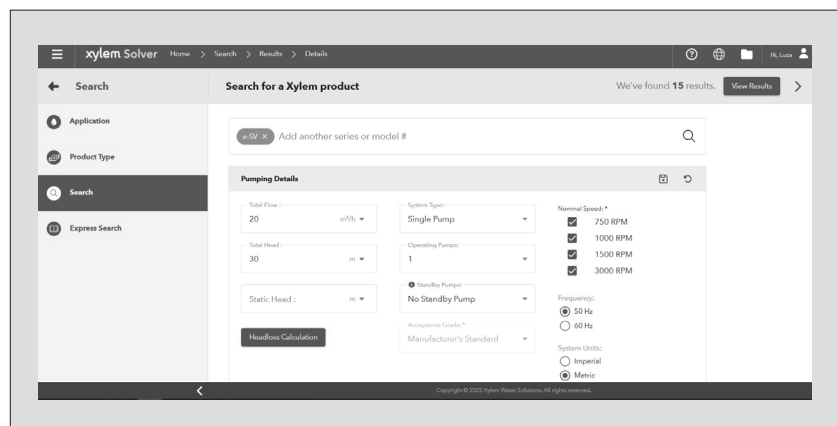 xylem Solver Home > Search > Results > Details Hi, Luca
Search
Search for a Xylem product
We've found 15 results. View Results
Application
Product Type
Search
Express Search
e-SV × Add another series or model #
Pumping Details
Total Flow :
20 m³/h
Total Head :
30 m
Static Head : m
Headloss Calculation
System Type:
Single Pump
Operating Pumps:
1
Standby Pumps:
No Standby Pump
Acceptance Grade:*
Manufacturer's Standard
Nominal Speed: *
750 RPM
1000 RPM
1500 RPM
3000 RPM
Frequency:
50 Hz
60 Hz
System Units:
Imperial
Metric
Copyright © 2025 Xylem Water Solutions. All rights reserved.